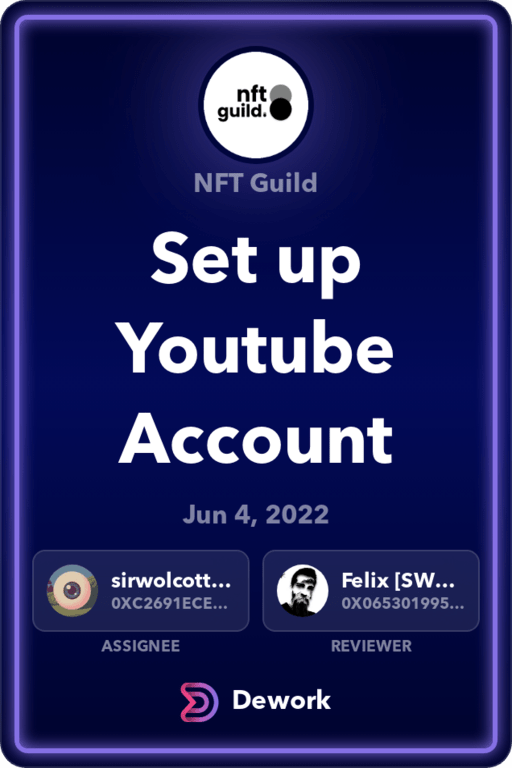 nft
guild.
NFT Guild
Set up
Youtube
Account
Jun 4, 2022
sirwolcott...
0XC2691ECE...
Felix [SW...
0X065301995...
ASSIGNEE
REVIEWER
Dework